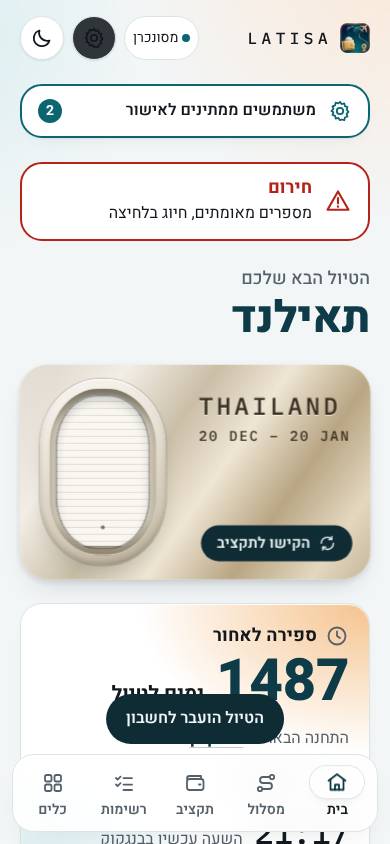 LATISA
מסונכרן
משתמשים ממתינים לאישור
2
חירום
מספרים מאומתים, חיוג בלחיצה
הטיול הבא שלכם
תאילנד
THAILAND
20 DEC – 20 JAN
הקישו לתקציב
ספירה לאחור
1487 ימים לטיול
הטיול הועבר לחשבון
התחנה הבאה
בית
מסלול
תקציב
רשימות
כלים
21:17
השעה עכשיו בבנגקוק